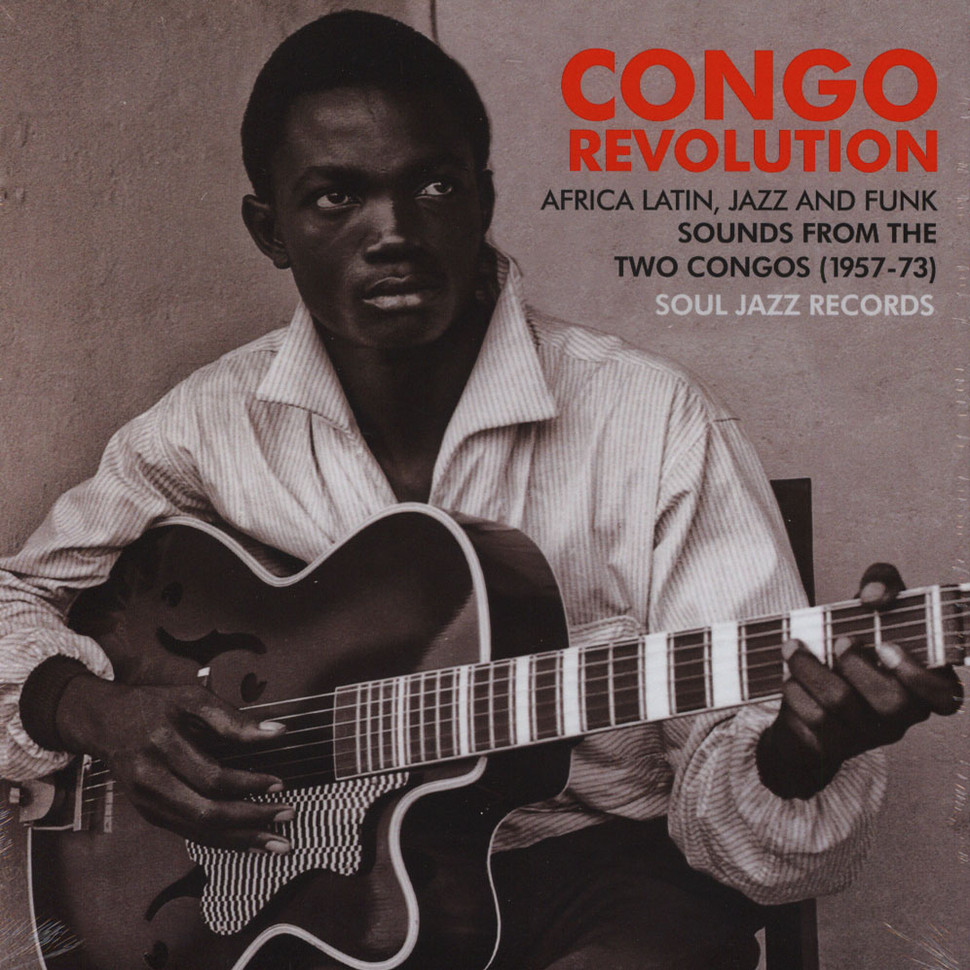 CONGO
REVOLUTION
AFRICA LATIN, JAZZ AND FUNK
SOUNDS FROM THE
TWO CONGOS (1957-73)
SOUL JAZZ RECORDS